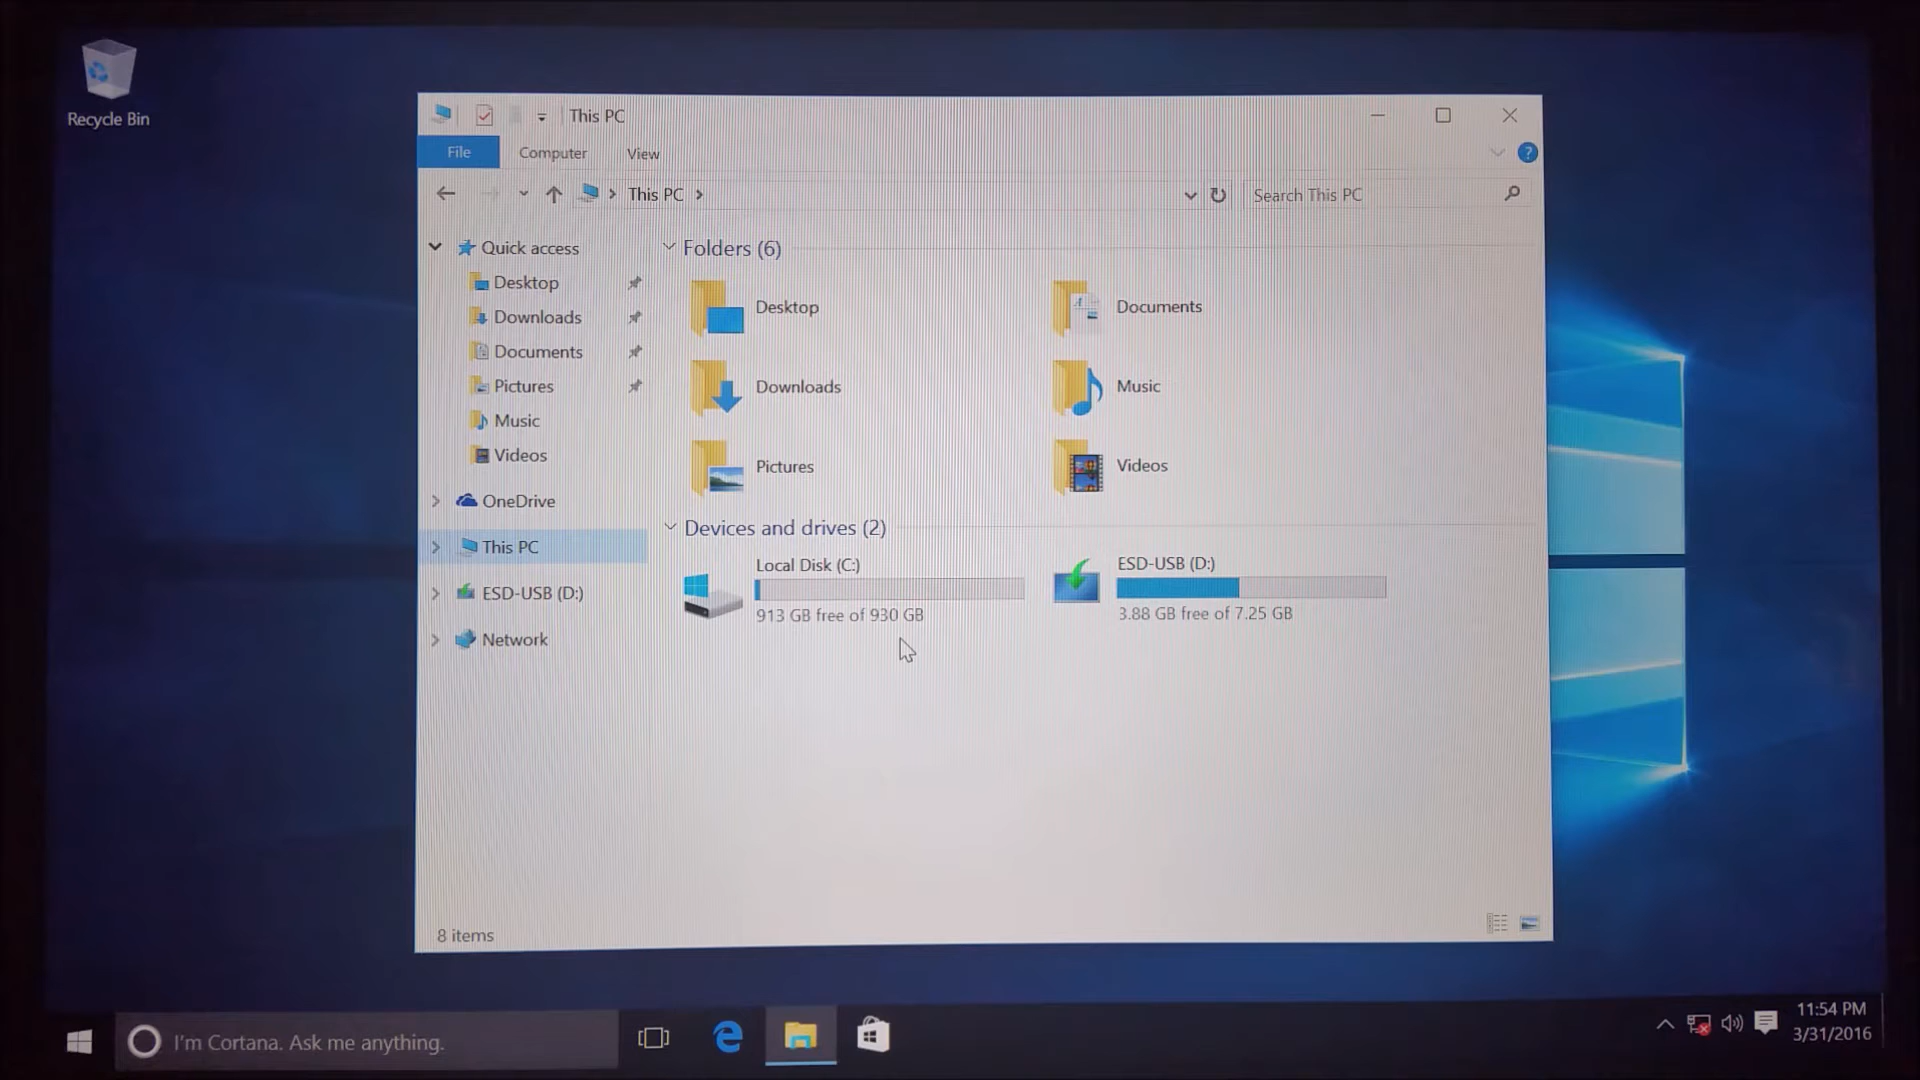 Recycle Bin
This PC
File Computer View
This PC
Search This PC
Quick access
Desktop
Downloads
Documents
Pictures
Music
Videos
OneDrive
This PC
ESD-USB (D:)
Network
Folders (6)
Desktop
Documents
Downloads
Music
Pictures
Videos
Devices and drives (2)
Local Disk (C:)
913 GB free of 930 GB
ESD-USB (D:)
3.88 GB free of 7.25 GB
8 items
I'm Cortana. Ask me anything.
11:54 PM
3/31/2016